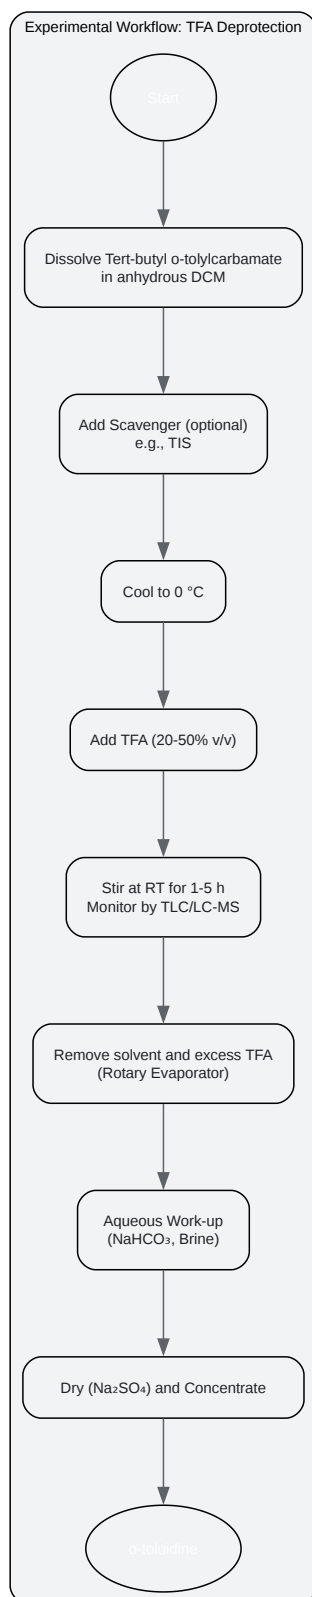 Experimental Workflow: TFA Deprotection
Start
Dissolve Tert-butyl o-tolylcarbamate
in anhydrous DCM
Add Scavenger (optional)
e.g., TIS
Cool to 0 °C
Add TFA (20-50% v/v)
Stir at RT for 1-5 h
Monitor by TLC/LC-MS
Remove solvent and excess TFA
(Rotary Evaporator)
Aqueous Work-up
(NaHCO₃, Brine)
Dry (Na₂SO₄) and Concentrate
o-toluidine